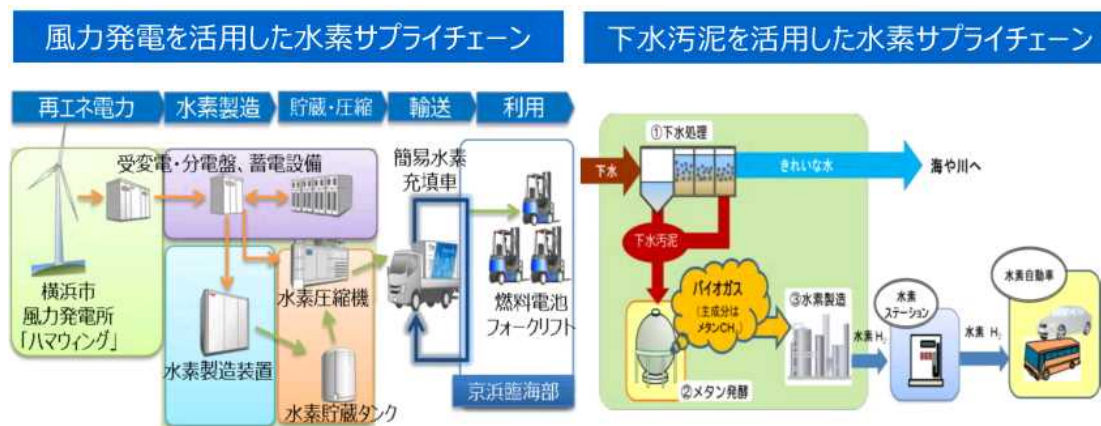 風力発電を活用した水素サプライチェーン
再エネ電力
水素製造
貯蔵・圧縮
輸送
利用
受変電・分電盤、蓄電設備
簡易水素
充填車
横浜市
風力発電所
「ハマウィング」
水素製造装置
水素圧縮機
水素貯蔵タンク
燃料電池
フォークリフト
京浜臨海部
下水汚泥を活用した水素サプライチェーン
①下水処理
下水
きれいな水
海や川へ
下水汚泥
バイオガス
(主成分は
メタンCH₄)
②メタン発酵
③水素製造
水素 H₂
水素
ステーション
水素 H₂
水素自動車